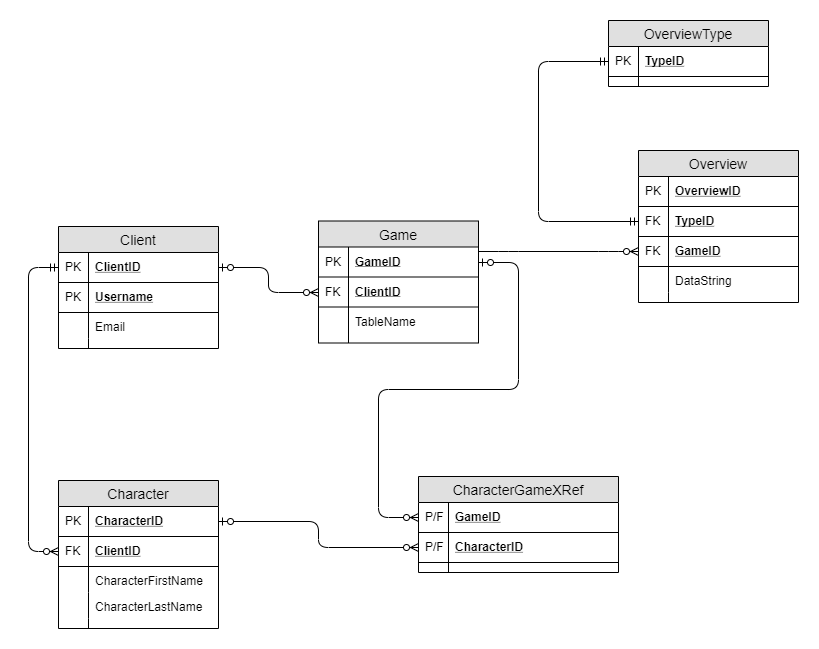 OverviewType
PK TypeID
Overview
PK OverviewID
FK TypeID
FK GameID
DataString
Client
PK ClientID
PK Username
Email
Game
PK GameID
FK ClientID
TableName
Character
PK CharacterID
FK ClientID
CharacterFirstName
CharacterLastName
CharacterGameXRef
P/F GameID
P/F CharacterID